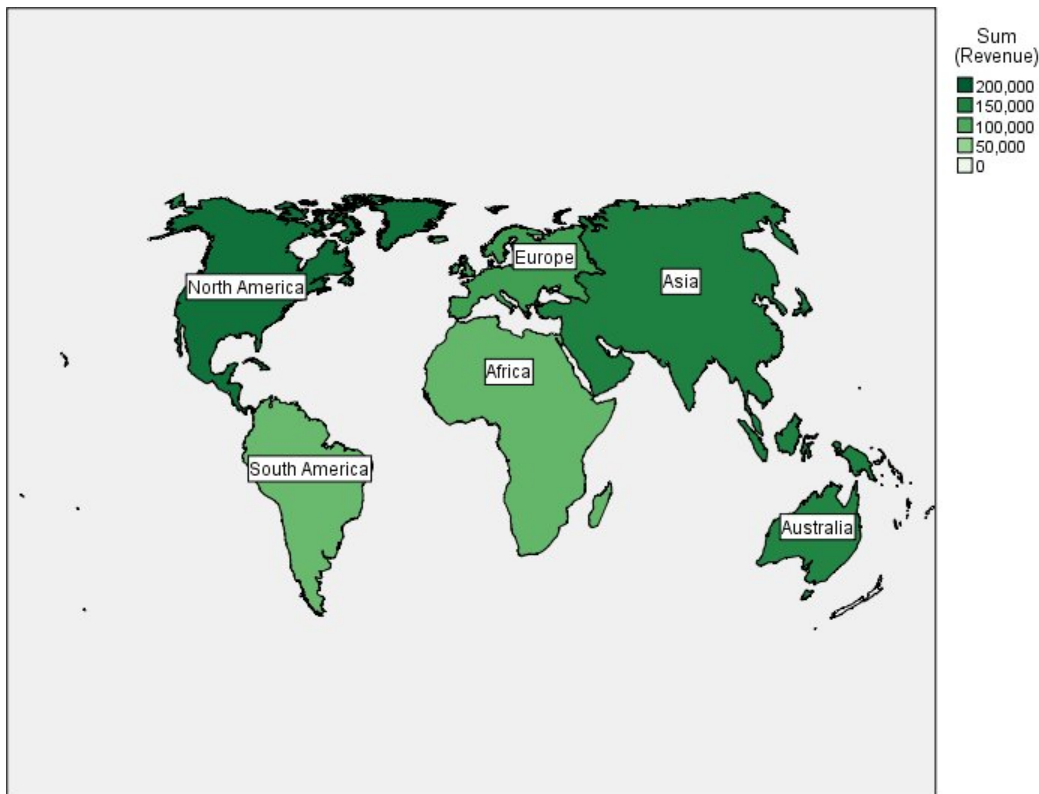 Sum
(Revenue)
200,000
150,000
100,000
50,000
0
Europe
North America
Asia
Africa
South America
Australia